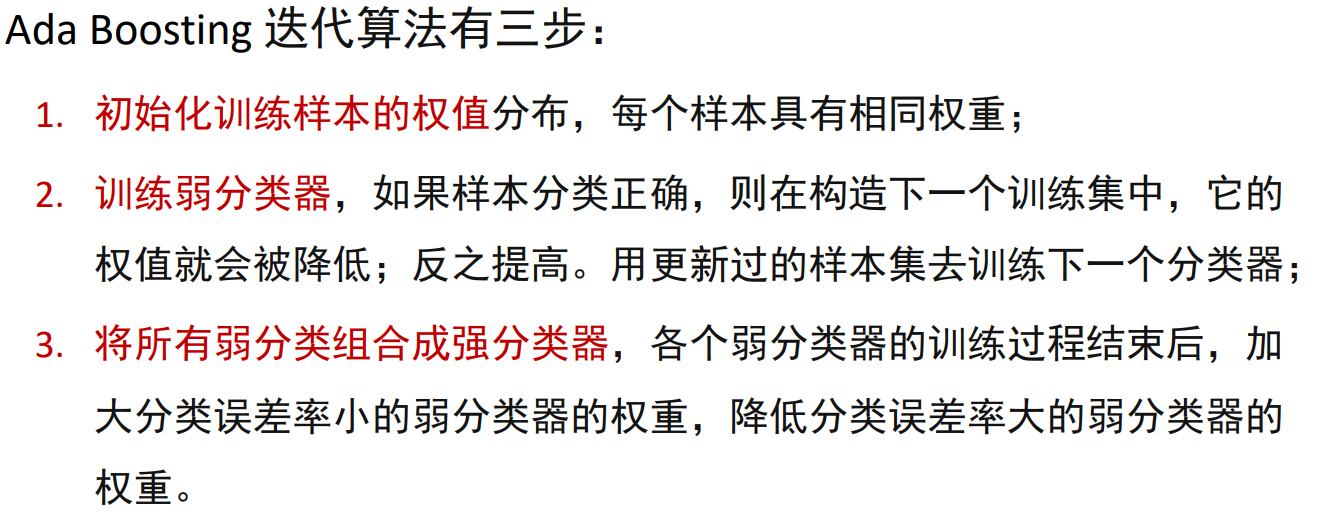 Ada Boosting 迭代算法有三步：
1. 初始化训练样本的权值分布，每个样本具有相同权重；
2. 训练弱分类器，如果样本分类正确，则在构造下一个训练集中，它的
权值就会被降低；反之提高。用更新过的样本集去训练下一个分类器；
3. 将所有弱分类组合成强分类器，各个弱分类器的训练过程结束后，加
大分类误差率小的弱分类器的权重，降低分类误差率大的弱分类器的
权重。